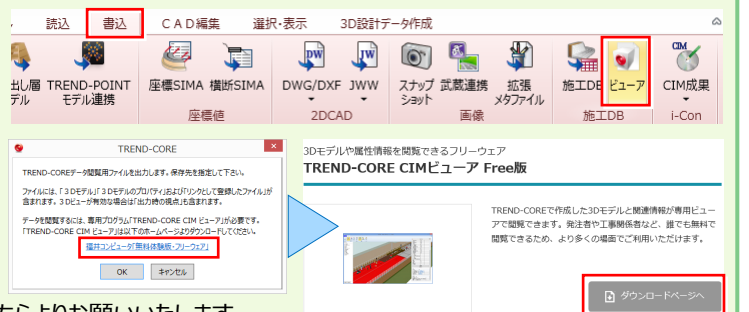 読込 書込 CAD編集 選択・表示 3D設計データ作成
出し層 TREND-POINT 座標SIMA 横断SIMA DWG/DXF JWW スナップ 武蔵連携 拡張 施工DB ビューア CIM成果
デル モデル連携 ショット メタファイル
座標値 2DCAD 画像 施工DB i-Con
TREND-CORE
TREND-COREデータ閲覧用ファイルを出力します。保存先を指定して下さい。
ファイルには、「3Dモデル」「3Dモデルのプロパティ」および「リンクとして登録したファイル」が
含まれます。3Dビューが有効な場合は「出力時の視点」も含まれます。
データを閲覧するには、専用プログラム「TREND-CORE CIM ビューア」が必要です。
「TREND-CORE CIM ビューア」は以下のホームページよりダウンロードしてください。
福井コンピュータ「無料体験版・フリーウェア」
OK キャンセル
3Dモデルや属性情報を閲覧できるフリーウェア
TREND-CORE CIMビューア Free版
TREND-COREで作成した3Dモデルと関連情報が専用ビュー
アで閲覧できます。発注者や工事関係者など、誰でも無料で
閲覧できるため、より多くの場面でご利用いただけます。
ダウンロードページへ
ちらよりお願いいたします